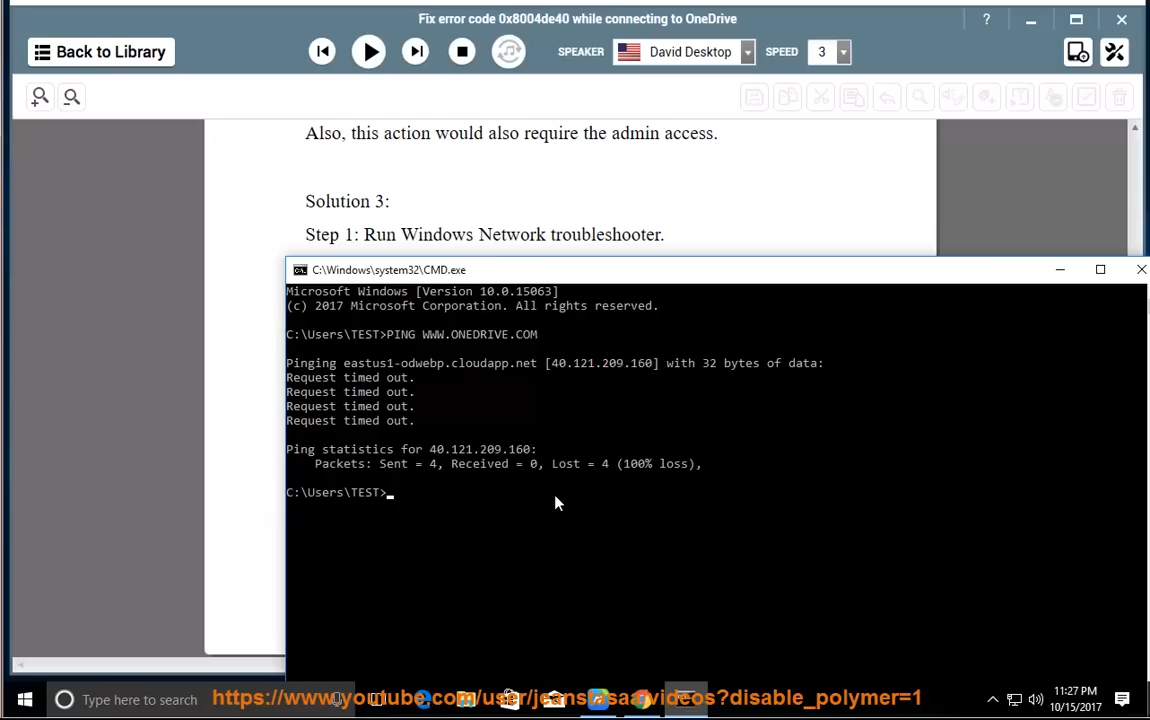 Fix error code 0x8004de40 while connecting to OneDrive
?
Back to Library
SPEAKER
David Desktop
SPEED
3
Also, this action would also require the admin access.
Solution 3:
Step 1: Run Windows Network troubleshooter.
C:\Windows\system32\CMD.exe
Microsoft Windows [Version 10.0.15063]
(c) 2017 Microsoft Corporation. All rights reserved.
C:\Users\TEST>PING WWW.ONEDRIVE.COM
Pinging eastus1-odwebp.cloudapp.net [40.121.209.160] with 32 bytes of data:
Request timed out.
Request timed out.
Request timed out.
Request timed out.
Ping statistics for 40.121.209.160:
Packets: Sent = 4, Received = 0, Lost = 4 (100% loss),
C:\Users\TEST>
Type here to search
11:27 PM
10/15/2017